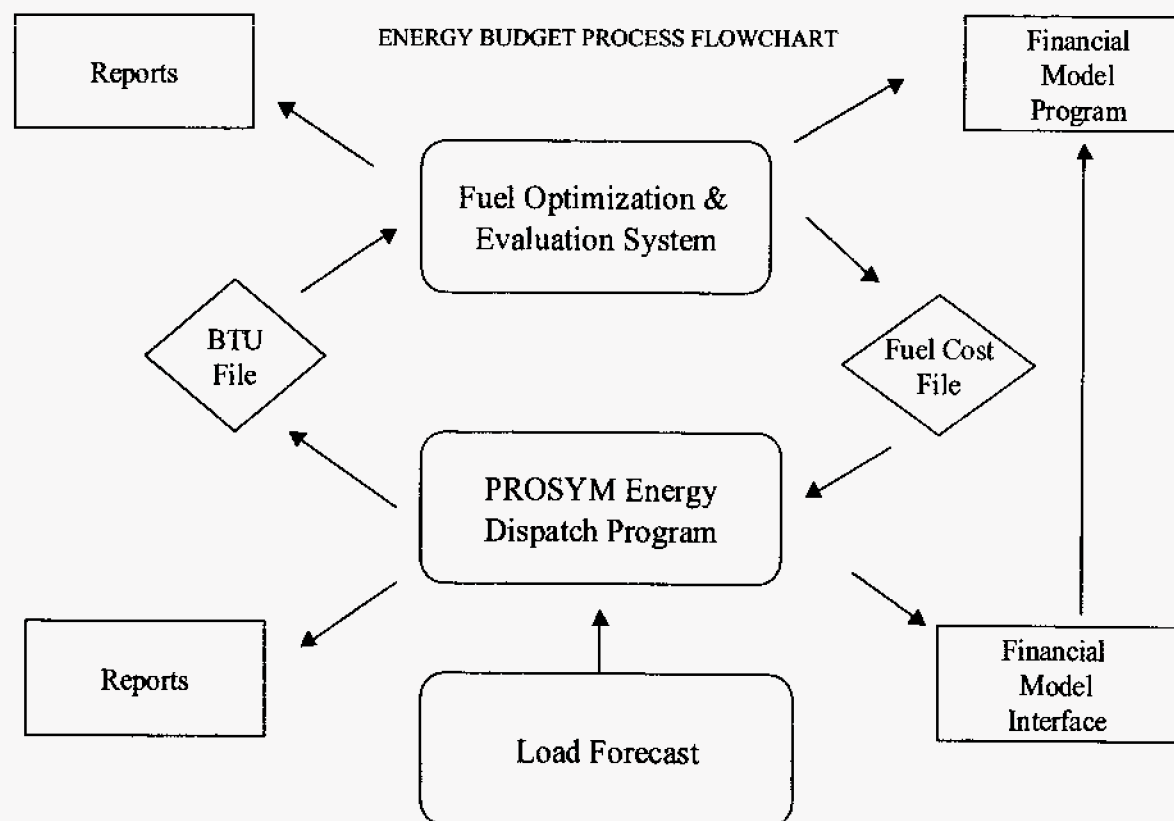 ENERGY BUDGET PROCESS FLOWCHART
Reports
Financial
Model
Program
Fuel Optimization &
Evaluation System
BTU
File
Fuel Cost
File
PROSYM Energy
Dispatch Program
Reports
Load Forecast
Financial
Model
Interface